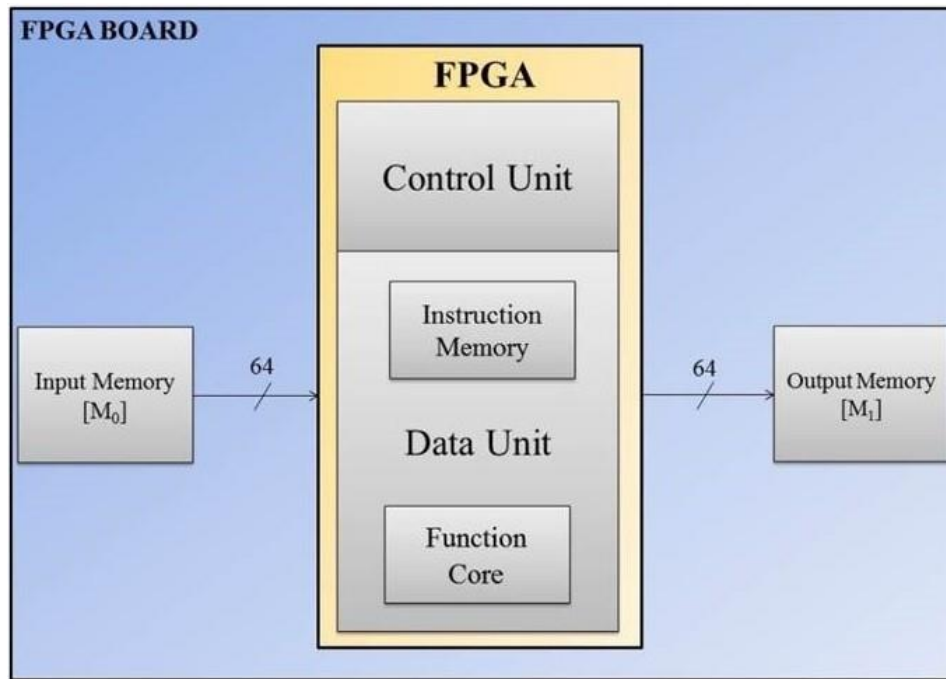 FPGA BOARD
FPGA
Control Unit
Instruction
Memory
64
64
Input Memory
[M₀]
Output Memory
[M₁]
Data Unit
Function
Core